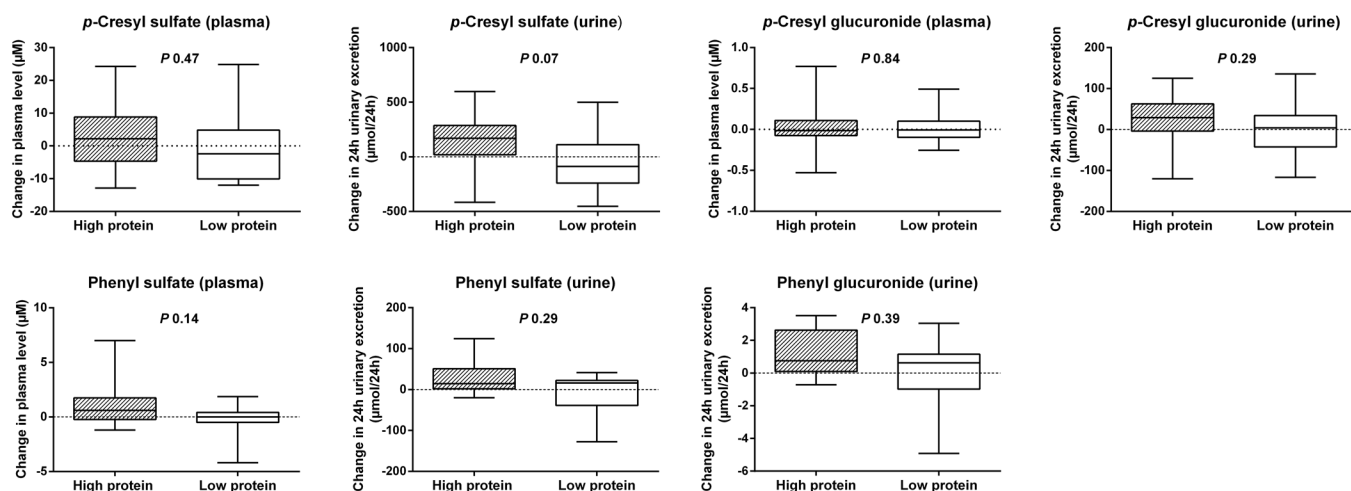 p-Cresyl sulfate (plasma)
Change in plasma level (µM)
30
20
10
0
-10
-20
P 0.47
High protein
Low protein
p-Cresyl sulfate (urine)
Change in 24h urinary excretion
(µmol/24h)
1000
500
0
-500
P 0.07
High protein
Low protein
p-Cresyl glucuronide (plasma)
Change in plasma level (µM)
1.0
0.5
0.0
-0.5
-1.0
P 0.84
High protein
Low protein
p-Cresyl glucuronide (urine)
Change in 24h urinary excretion
(µmol/24h)
200
100
0
-100
-200
P 0.29
High protein
Low protein
Phenyl sulfate (plasma)
Change in plasma level (µM)
10
5
0
-5
P 0.14
High protein
Low protein
Phenyl sulfate (urine)
Change in 24h urinary excretion
(µmol/24h)
200
100
0
-100
-200
P 0.29
High protein
Low protein
Phenyl glucuronide (urine)
Change in 24h urinary excretion
(µmol/24h)
4
2
0
-2
-4
-6
P 0.39
High protein
Low protein